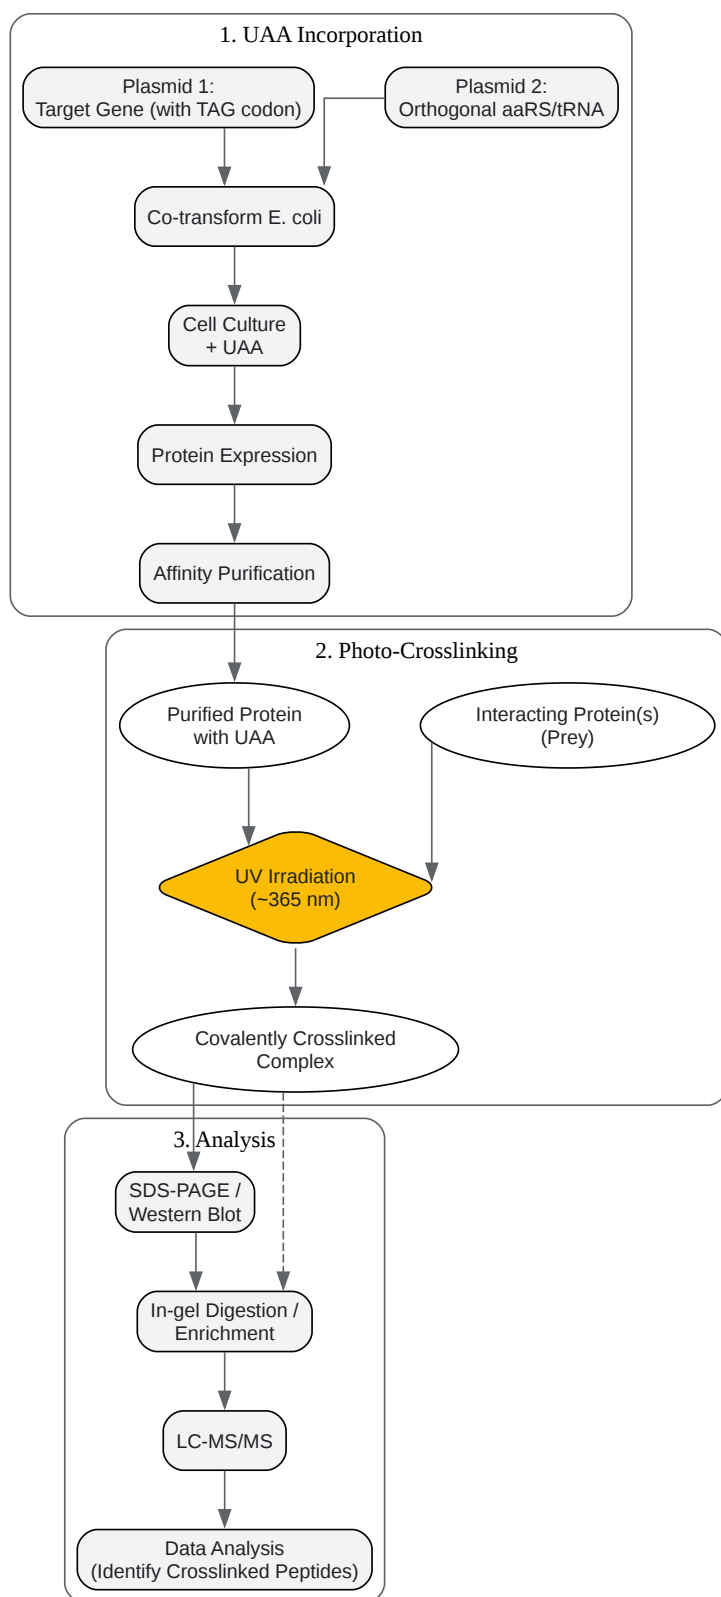 1. UAA Incorporation
Plasmid 1:
Target Gene (with TAG codon)
Plasmid 2:
Orthogonal aaRS/tRNA
Co-transform E. coli
Cell Culture
+ UAA
Protein Expression
Affinity Purification
2. Photo-Crosslinking
Purified Protein
with UAA
Interacting Protein(s)
(Prey)
UV Irradiation
(~365 nm)
Covalently Crosslinked
Complex
3. Analysis
SDS-PAGE /
Western Blot
In-gel Digestion /
Enrichment
LC-MS/MS
Data Analysis
(Identify Crosslinked Peptides)